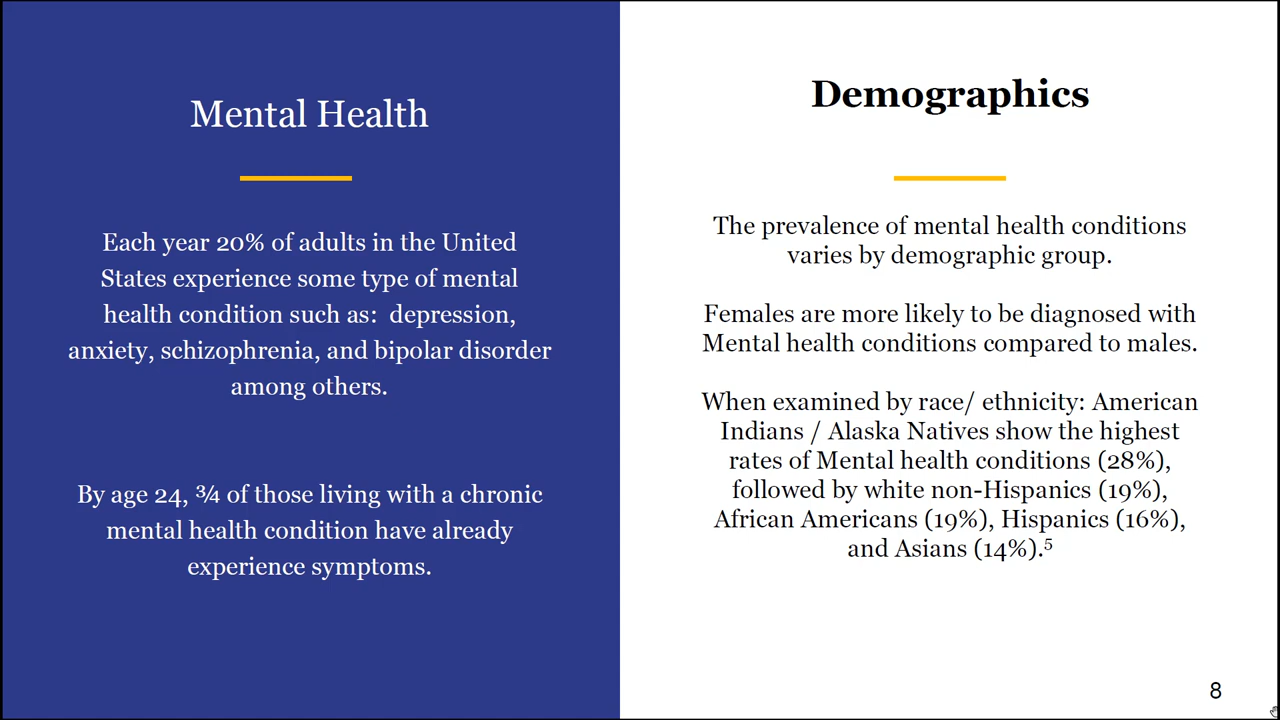 Mental Health
Each year 20% of adults in the United
States experience some type of mental
health condition such as:  depression,
anxiety, schizophrenia, and bipolar disorder
among others.
By age 24, ¾ of those living with a chronic
mental health condition have already
experience symptoms.
Demographics
The prevalence of mental health conditions
varies by demographic group.
Females are more likely to be diagnosed with
Mental health conditions compared to males.
When examined by race/ ethnicity: American
Indians / Alaska Natives show the highest
rates of Mental health conditions (28%),
followed by white non-Hispanics (19%),
African Americans (19%), Hispanics (16%),
and Asians (14%).⁵
8